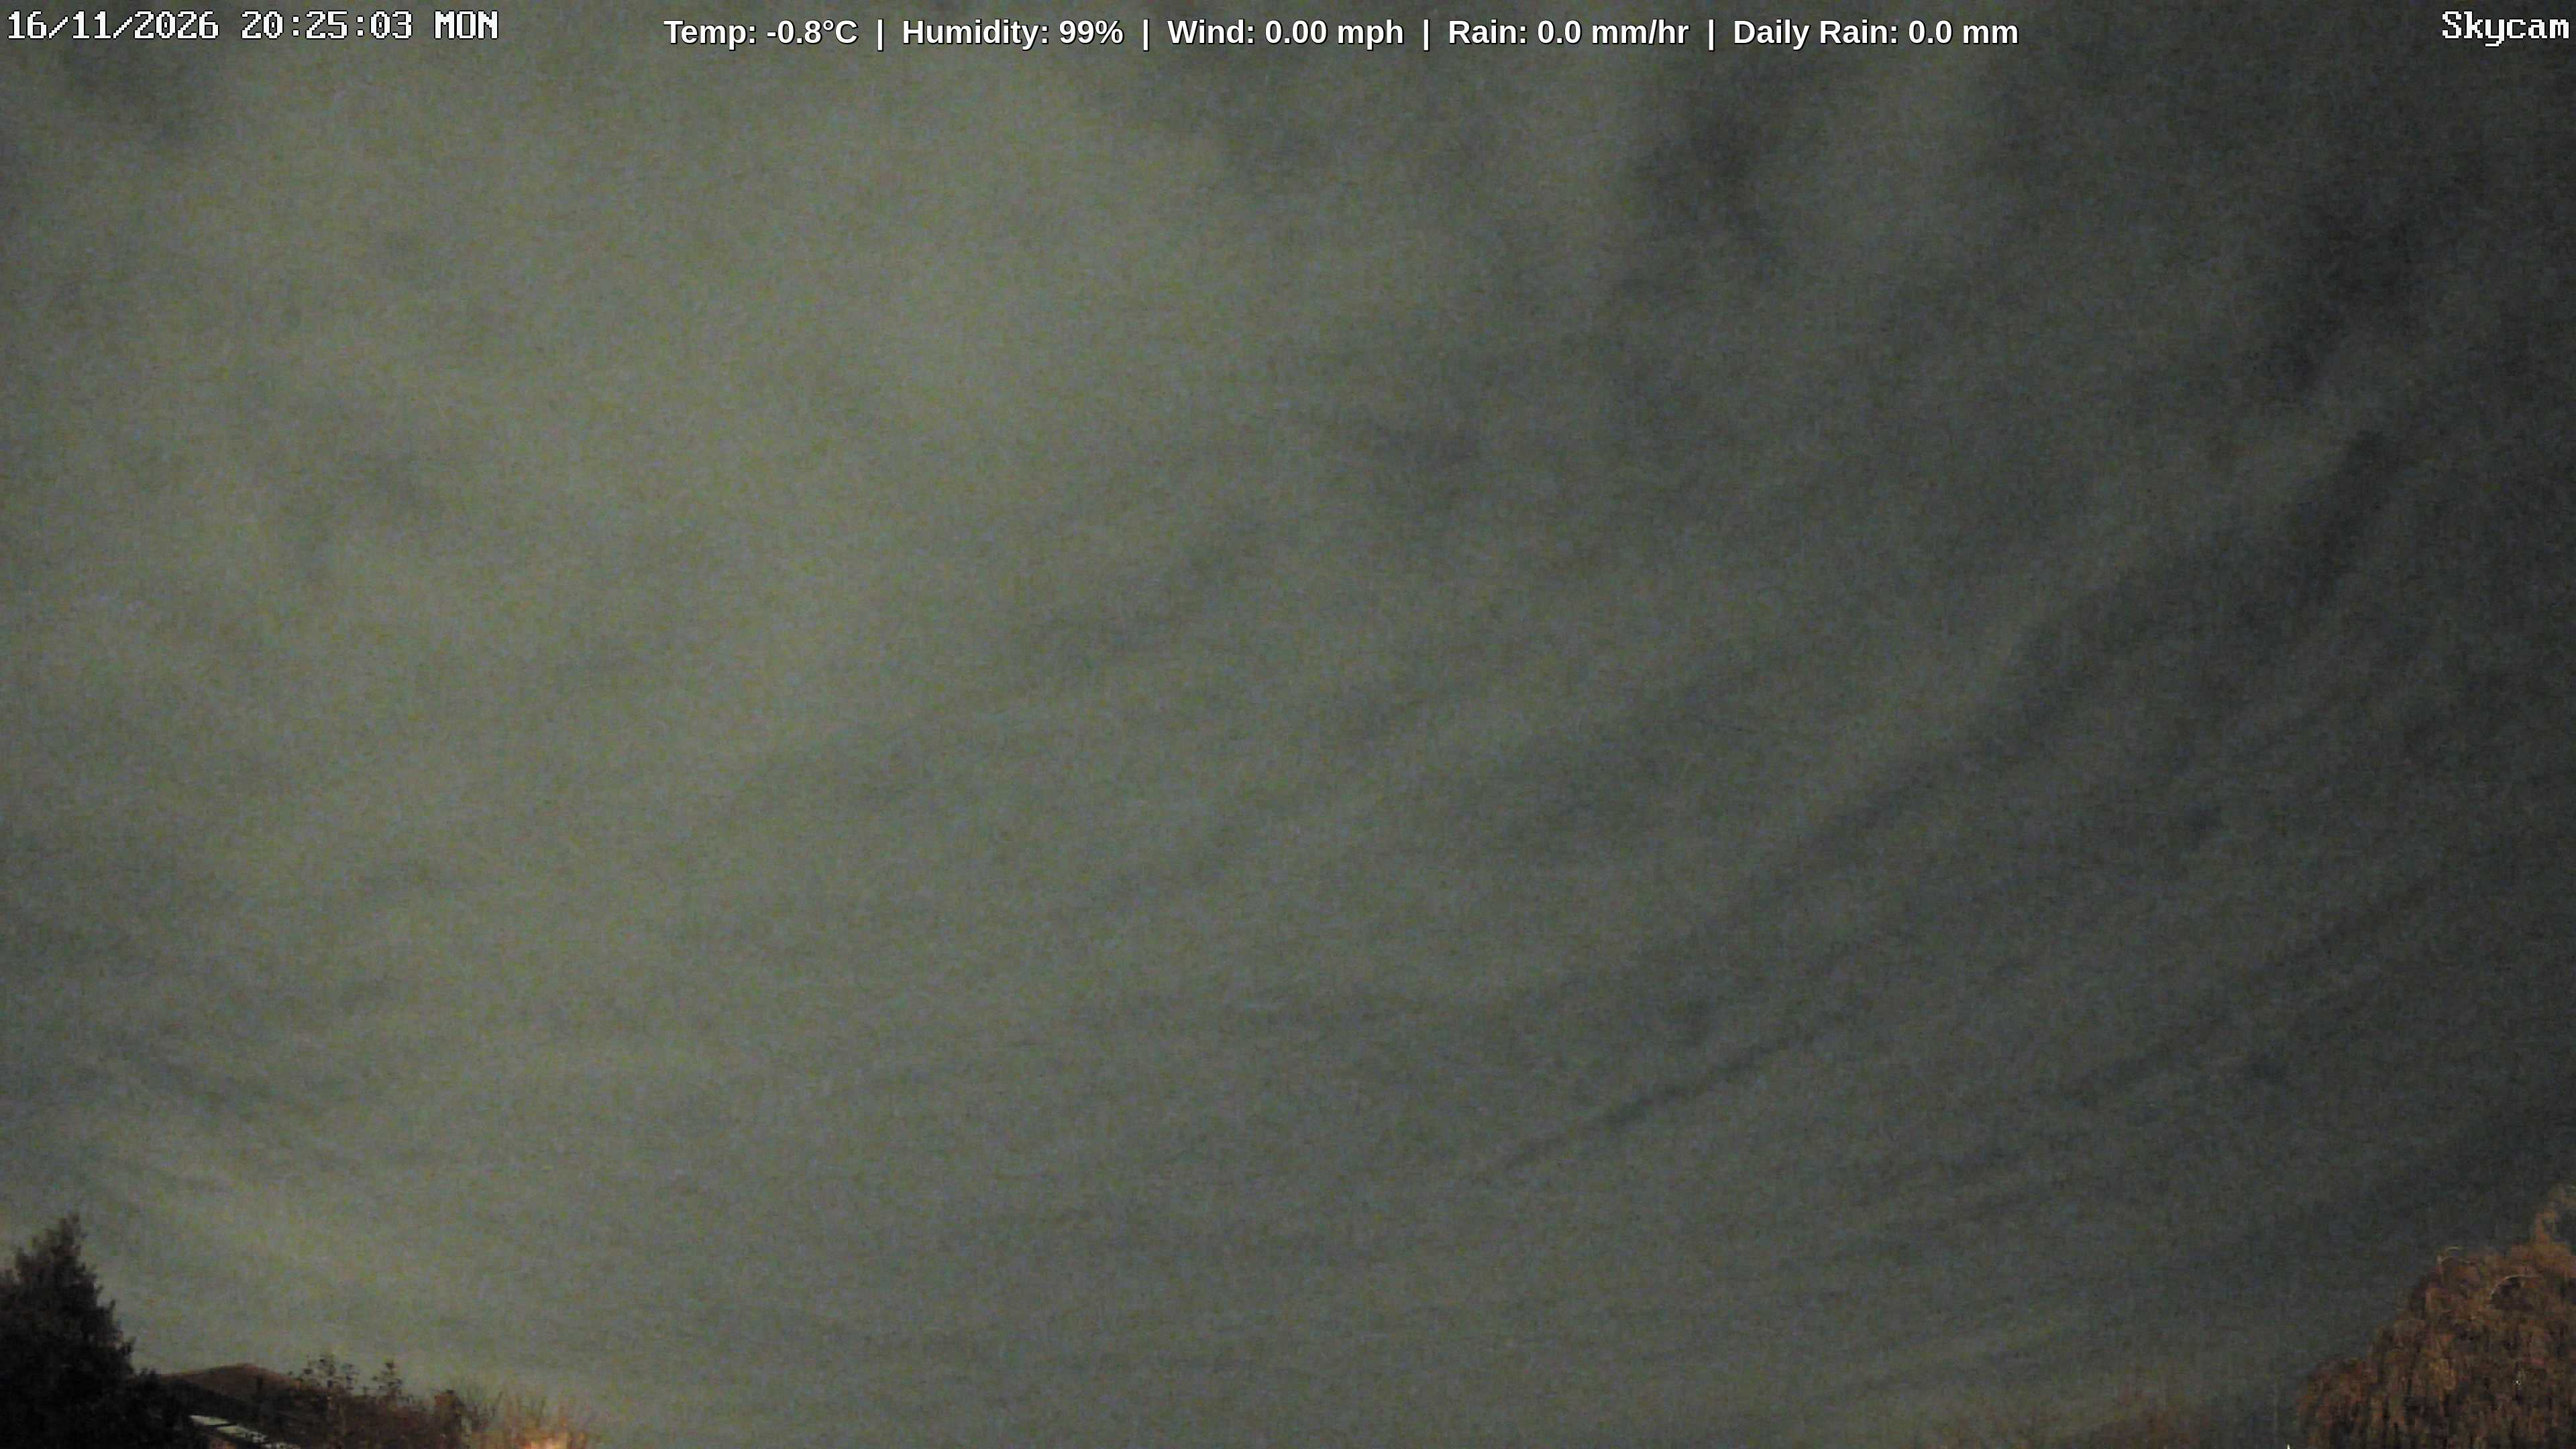 16/11/2026 20:25:03 MON
Temp: -0.8°C | Humidity: 99% | Wind: 0.00 mph | Rain: 0.0 mm/hr | Daily Rain: 0.0 mm
Skycam